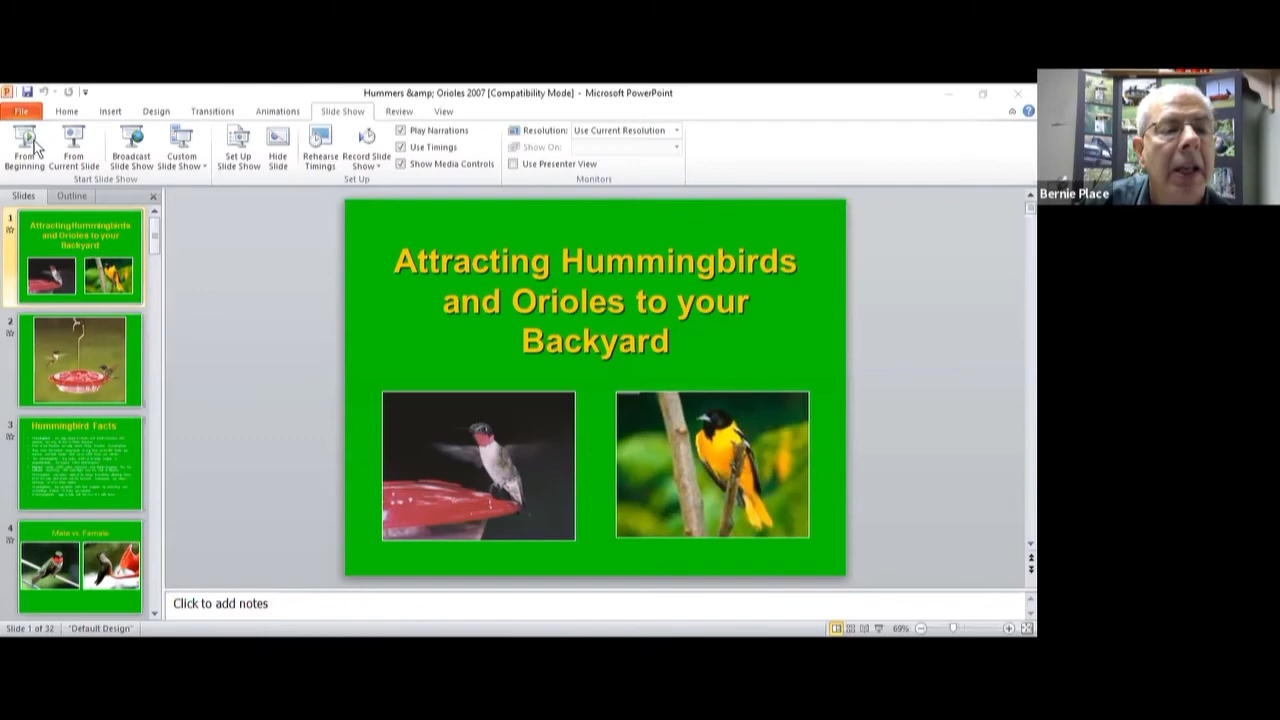 Hummers &amp; Orioles 2007 [Compatibility Mode] - Microsoft PowerPoint
File Home Insert Design Transitions Animations Slide Show Review View
From Beginning
From Current Slide
Broadcast Slide Show
Custom Slide Show
Set Up Slide Show
Hide Slide
Rehearse Timings
Record Slide Show
Play Narrations
Use Timings
Show Media Controls
Resolution: Use Current Resolution
Show On:
Use Presenter View
Start Slide Show
Set Up
Monitors
Bernie Place
Slides Outline
1
Attracting Hummingbirds
and Orioles to your
Backyard
2
3
Hummingbird Facts
4
Male vs. Female
Attracting Hummingbirds
and Orioles to your
Backyard
Click to add notes
Slide 1 of 32 "Default Design" 69%